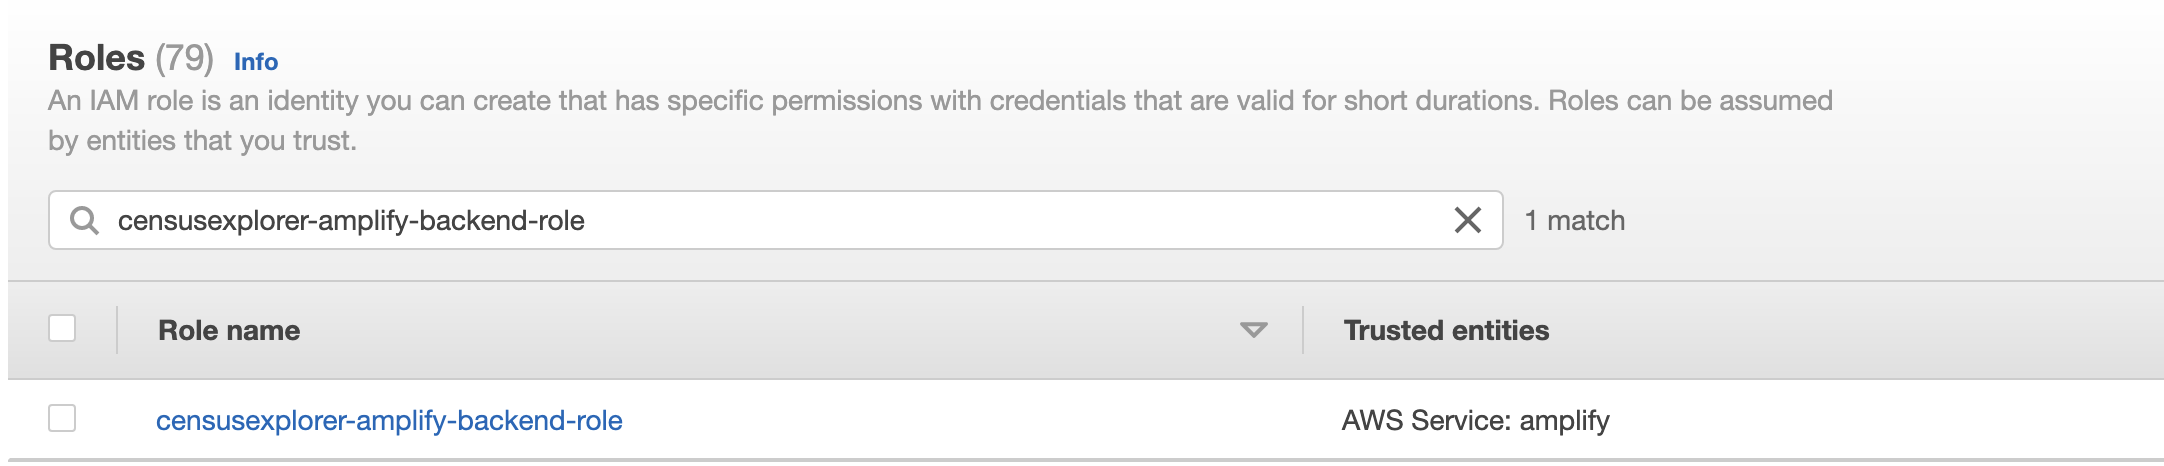 Roles (79) Info
An IAM role is an identity you can create that has specific permissions with credentials that are valid for short durations. Roles can be assumed
by entities that you trust.
censusexplorer-amplify-backend-role 1 match
Role name Trusted entities
censusexplorer-amplify-backend-role AWS Service: amplify